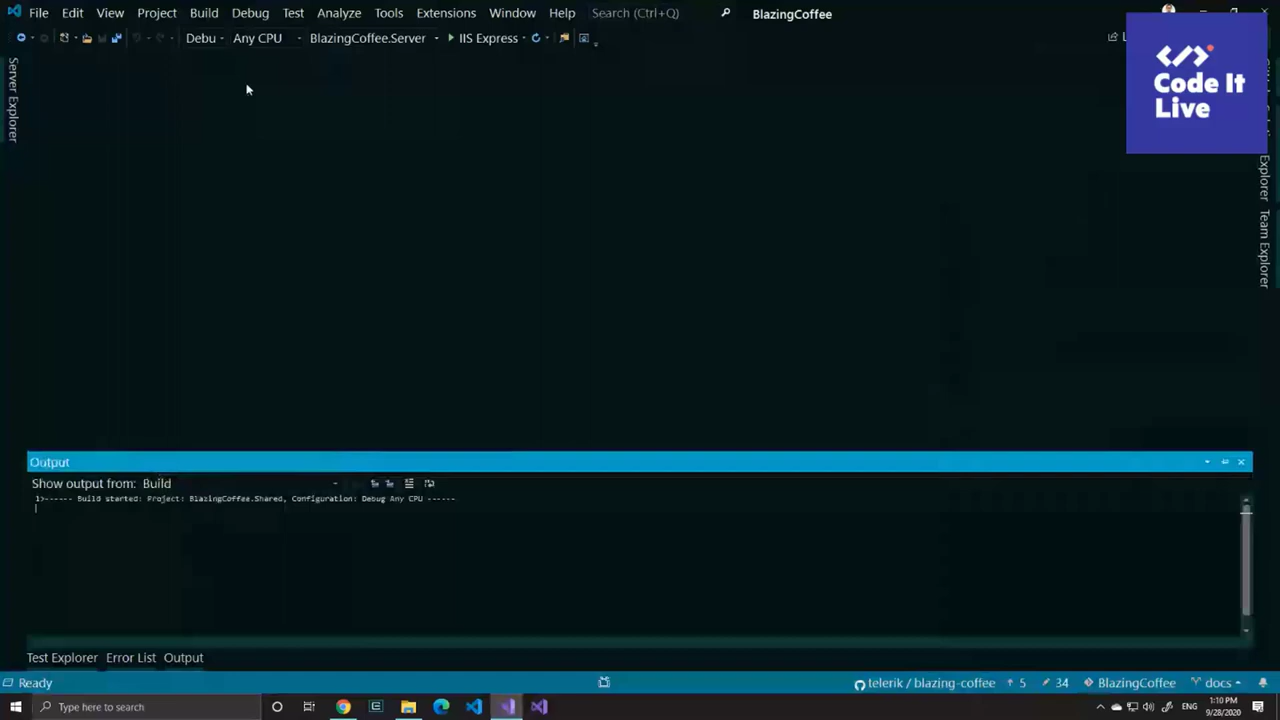 File Edit View Project Build Debug Test Analyze Tools Extensions Window Help Search (Ctrl+Q) BlazingCoffee
Debu Any CPU BlazingCoffee.Server IIS Express
Code It
Live
Server Explorer
Explorer
Team Explorer
Output
Show output from: Build
1>------ Build started: Project: BlazingCoffee.Shared, Configuration: Debug Any CPU ------
Test Explorer Error List Output
Ready telerik / blazing-coffee 5 34 BlazingCoffee docs
Type here to search 1:10 PM
9/28/2020